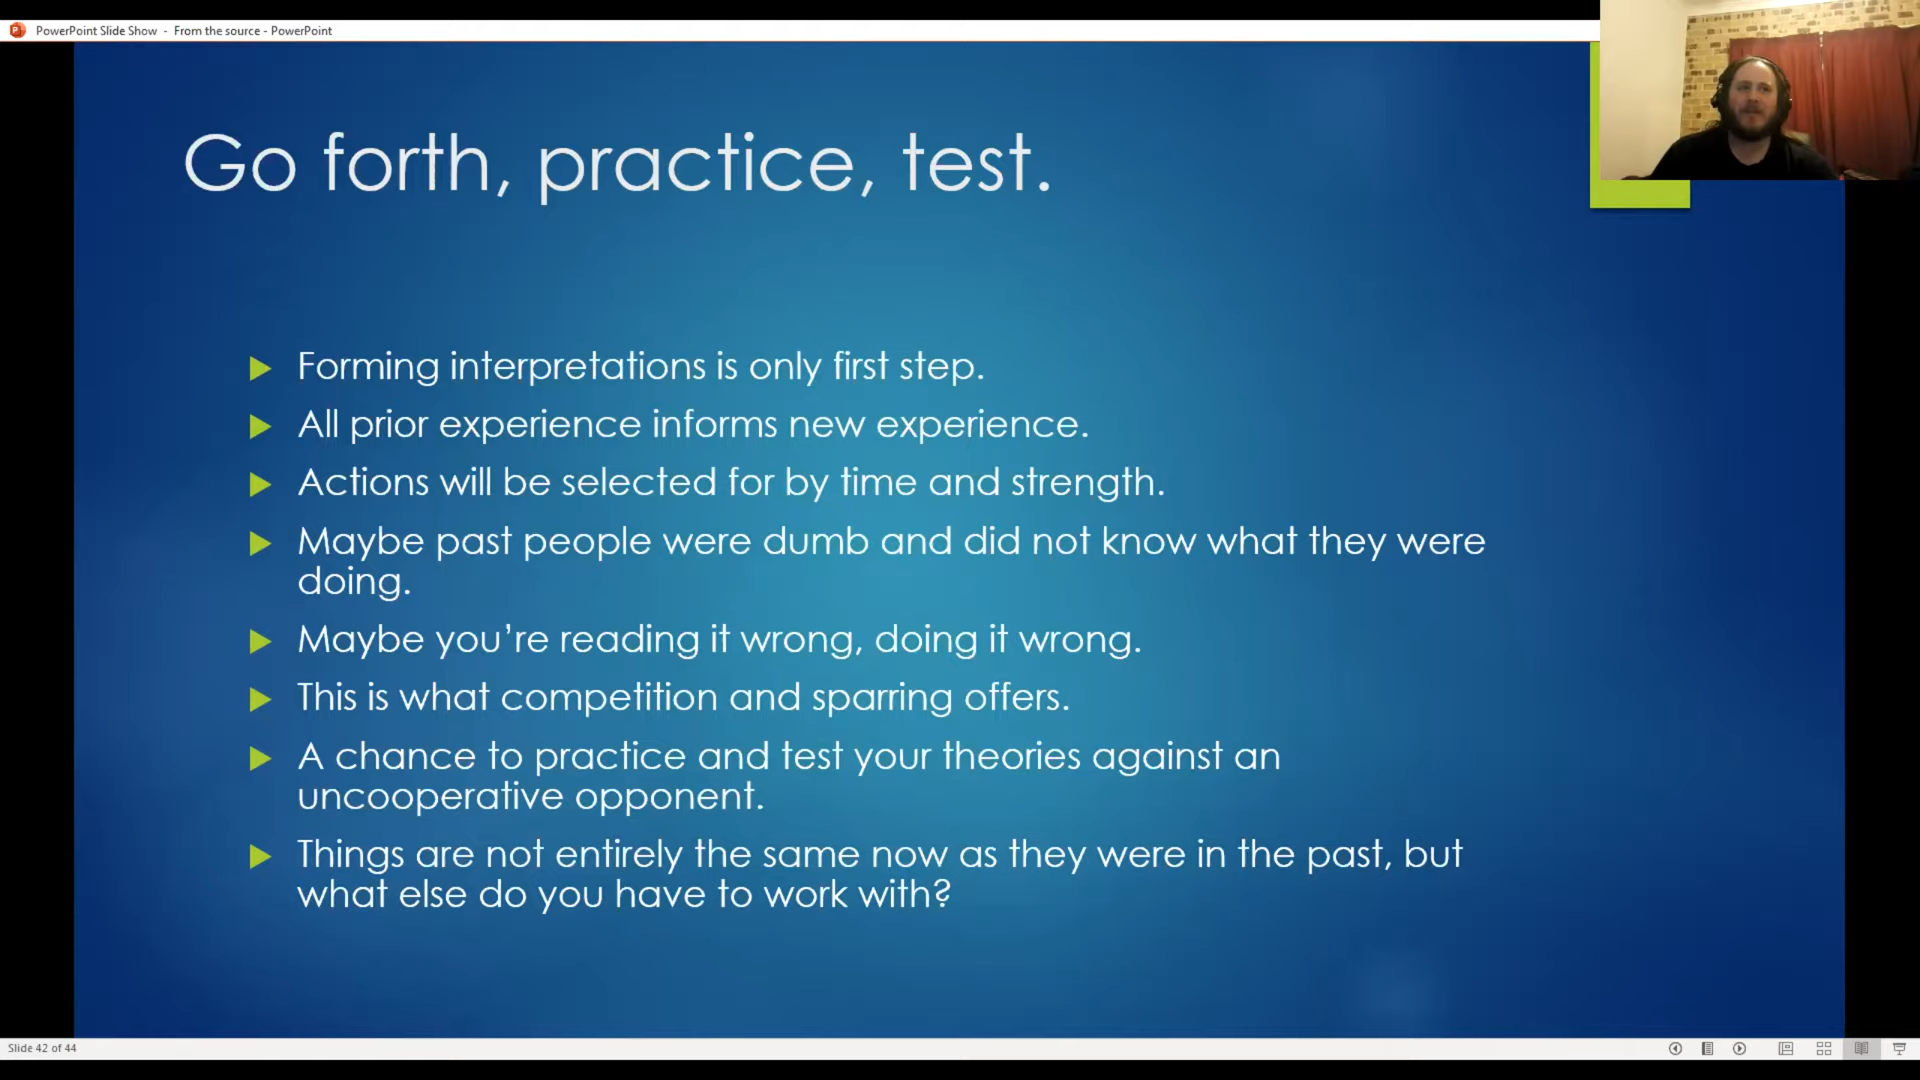 PowerPoint Slide Show - From the source - PowerPoint
Go forth, practice, test.
Forming interpretations is only first step.
All prior experience informs new experience.
Actions will be selected for by time and strength.
Maybe past people were dumb and did not know what they were
doing.
Maybe you're reading it wrong, doing it wrong.
This is what competition and sparring offers.
A chance to practice and test your theories against an
uncooperative opponent.
Things are not entirely the same now as they were in the past, but
what else do you have to work with?
Slide 42 of 44